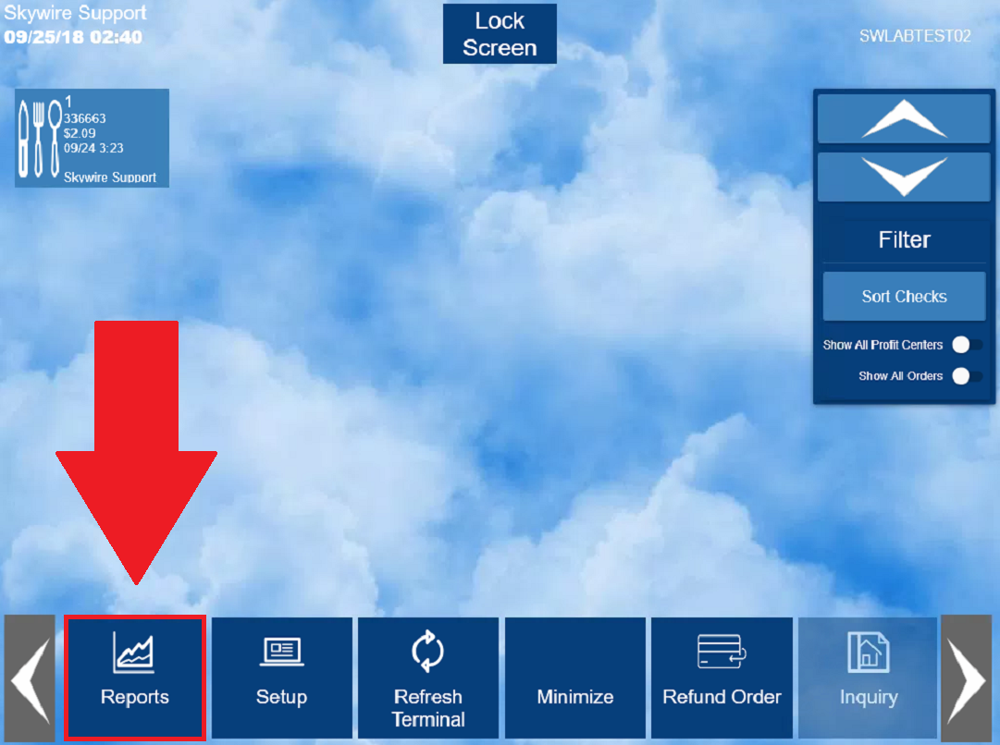 Skywire Support
09/25/18 02:40
Lock
Screen
SWLABTEST02
1
336663
$2.09
09/24 3:23
Skywire Support
Filter
Sort Checks
Show All Profit Centers
Show All Orders
Reports
Setup
Refresh
Terminal
Minimize
Refund Order
Inquiry